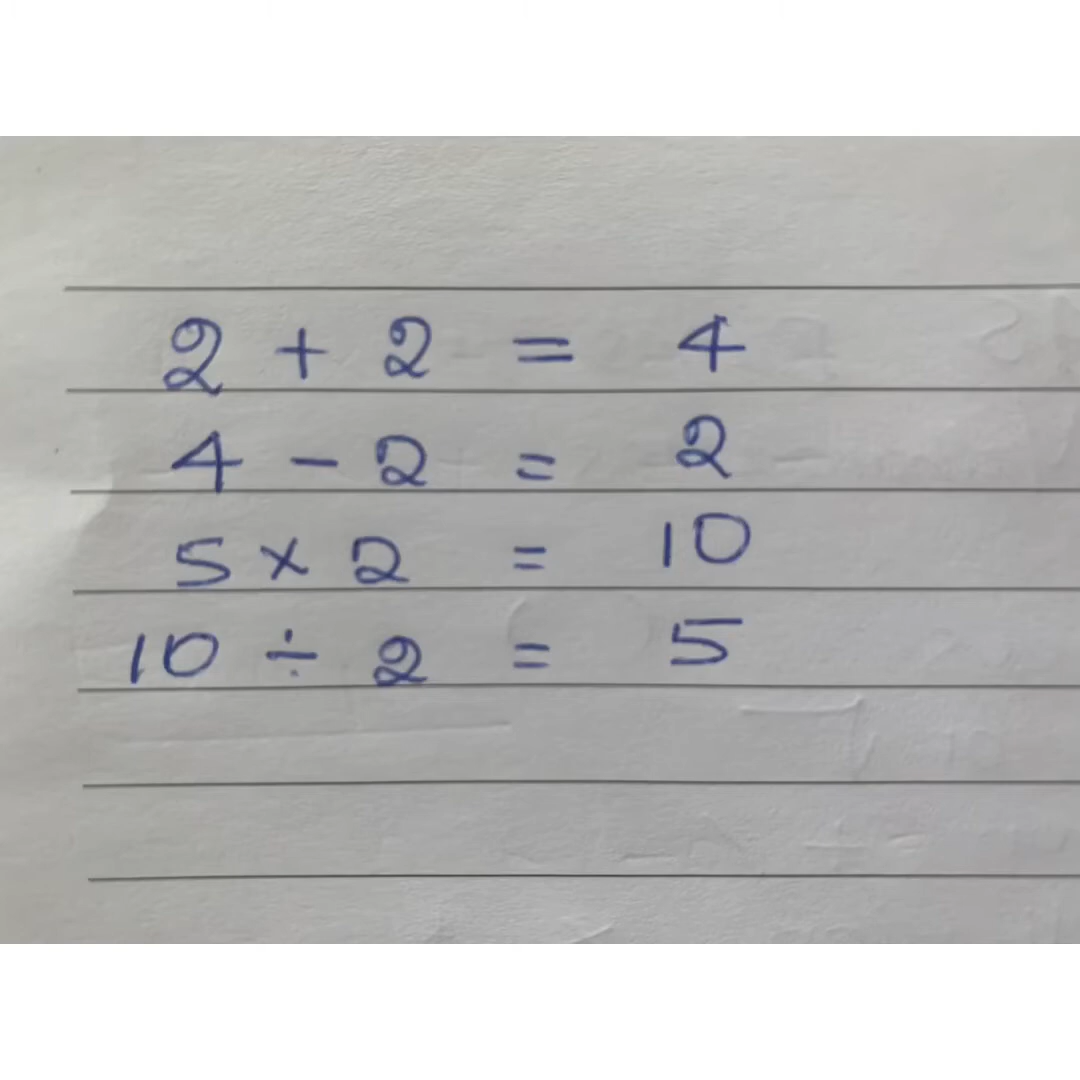 2 + 2 = 4
4 - 2 = 2
5 × 2 = 10
10 ÷ 2 = 5